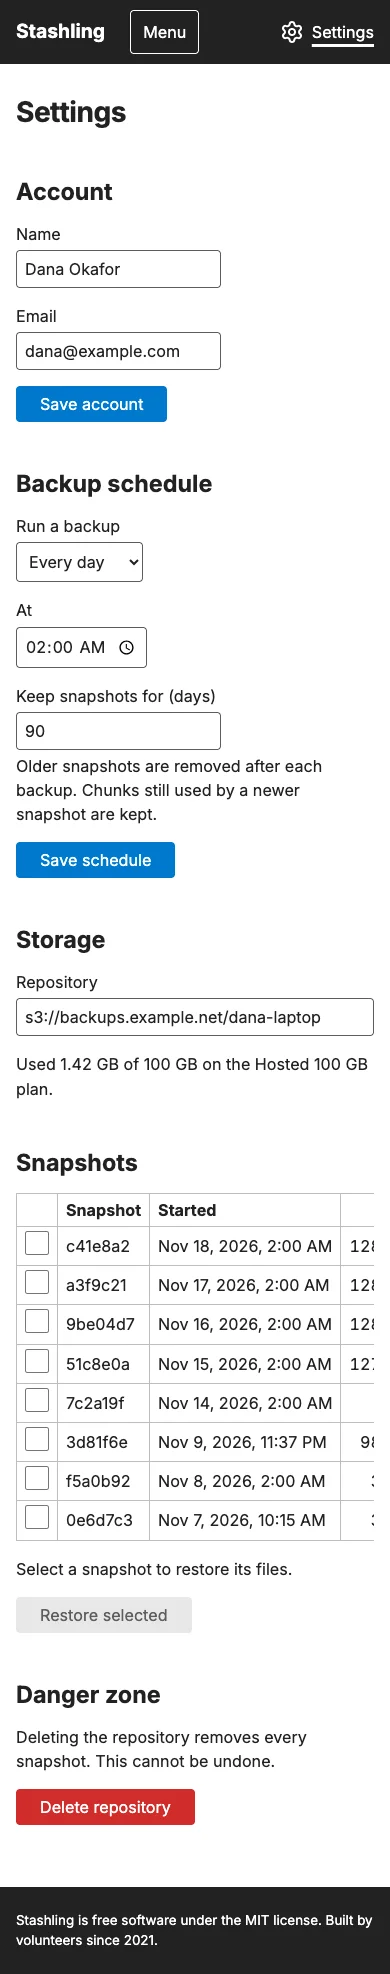 Stashling Menu Settings
Settings
Account
Name
Dana Okafor
Email
dana@example.com
Save account
Backup schedule
Run a backup
Every day
At
02:00 AM
Keep snapshots for (days)
90
Older snapshots are removed after each
backup. Chunks still used by a newer
snapshot are kept.
Save schedule
Storage
Repository
s3://backups.example.net/dana-laptop
Used 1.42 GB of 100 GB on the Hosted 100 GB
plan.
Snapshots
Snapshot Started
c41e8a2 Nov 18, 2026, 2:00 AM
a3f9c21 Nov 17, 2026, 2:00 AM
9be04d7 Nov 16, 2026, 2:00 AM
51c8e0a Nov 15, 2026, 2:00 AM
7c2a19f Nov 14, 2026, 2:00 AM
3d81f6e Nov 9, 2026, 11:37 PM
f5a0b92 Nov 8, 2026, 2:00 AM
0e6d7c3 Nov 7, 2026, 10:15 AM
Select a snapshot to restore its files.
Restore selected
Danger zone
Deleting the repository removes every
snapshot. This cannot be undone.
Delete repository
Stashling is free software under the MIT license. Built by
volunteers since 2021.